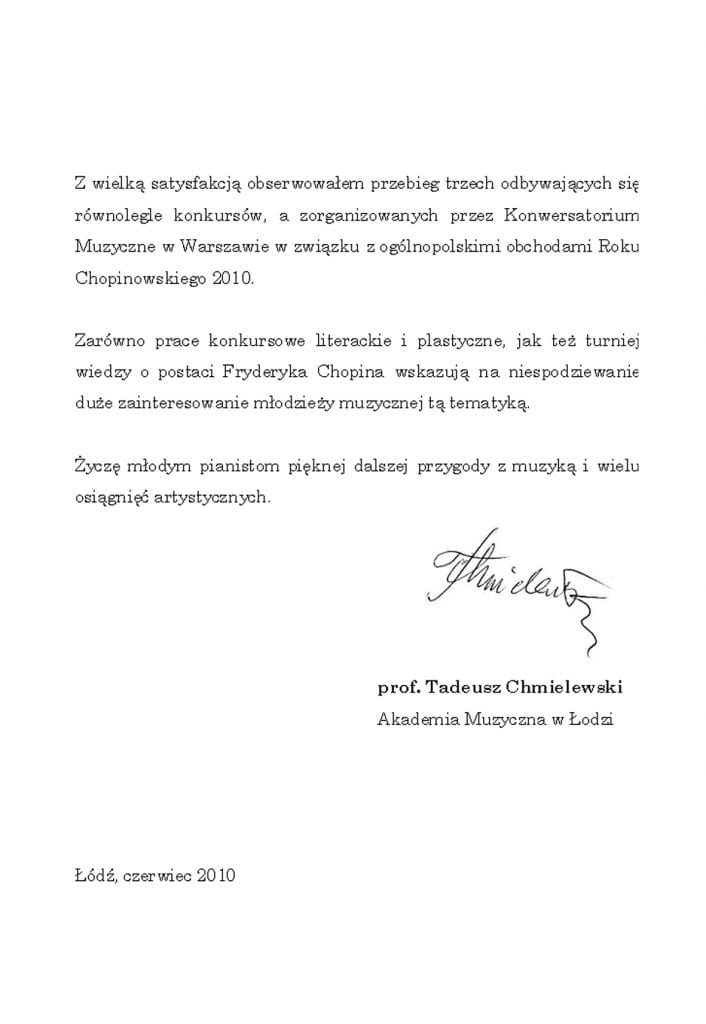 Z wielką satysfakcją obserwowałem przebieg trzech odbywających się
równolegle konkursów, a zorganizowanych przez Konwersatorium
Muzyczne w Warszawie w związku z ogólnopolskimi obchodami Roku
Chopinowskiego 2010.
Zarówno prace konkursowe literackie i plastyczne, jak też turniej
wiedzy o postaci Fryderyka Chopina wskazują na niespodziewanie
duże zainteresowanie młodzieży muzycznej tą tematyką.
Życzę młodym pianistom pięknej dalszej przygody z muzyką i wielu
osiągnięć artystycznych.
prof. Tadeusz Chmielewski
Akademia Muzyczna w Łodzi
Łódź, czerwiec 2010